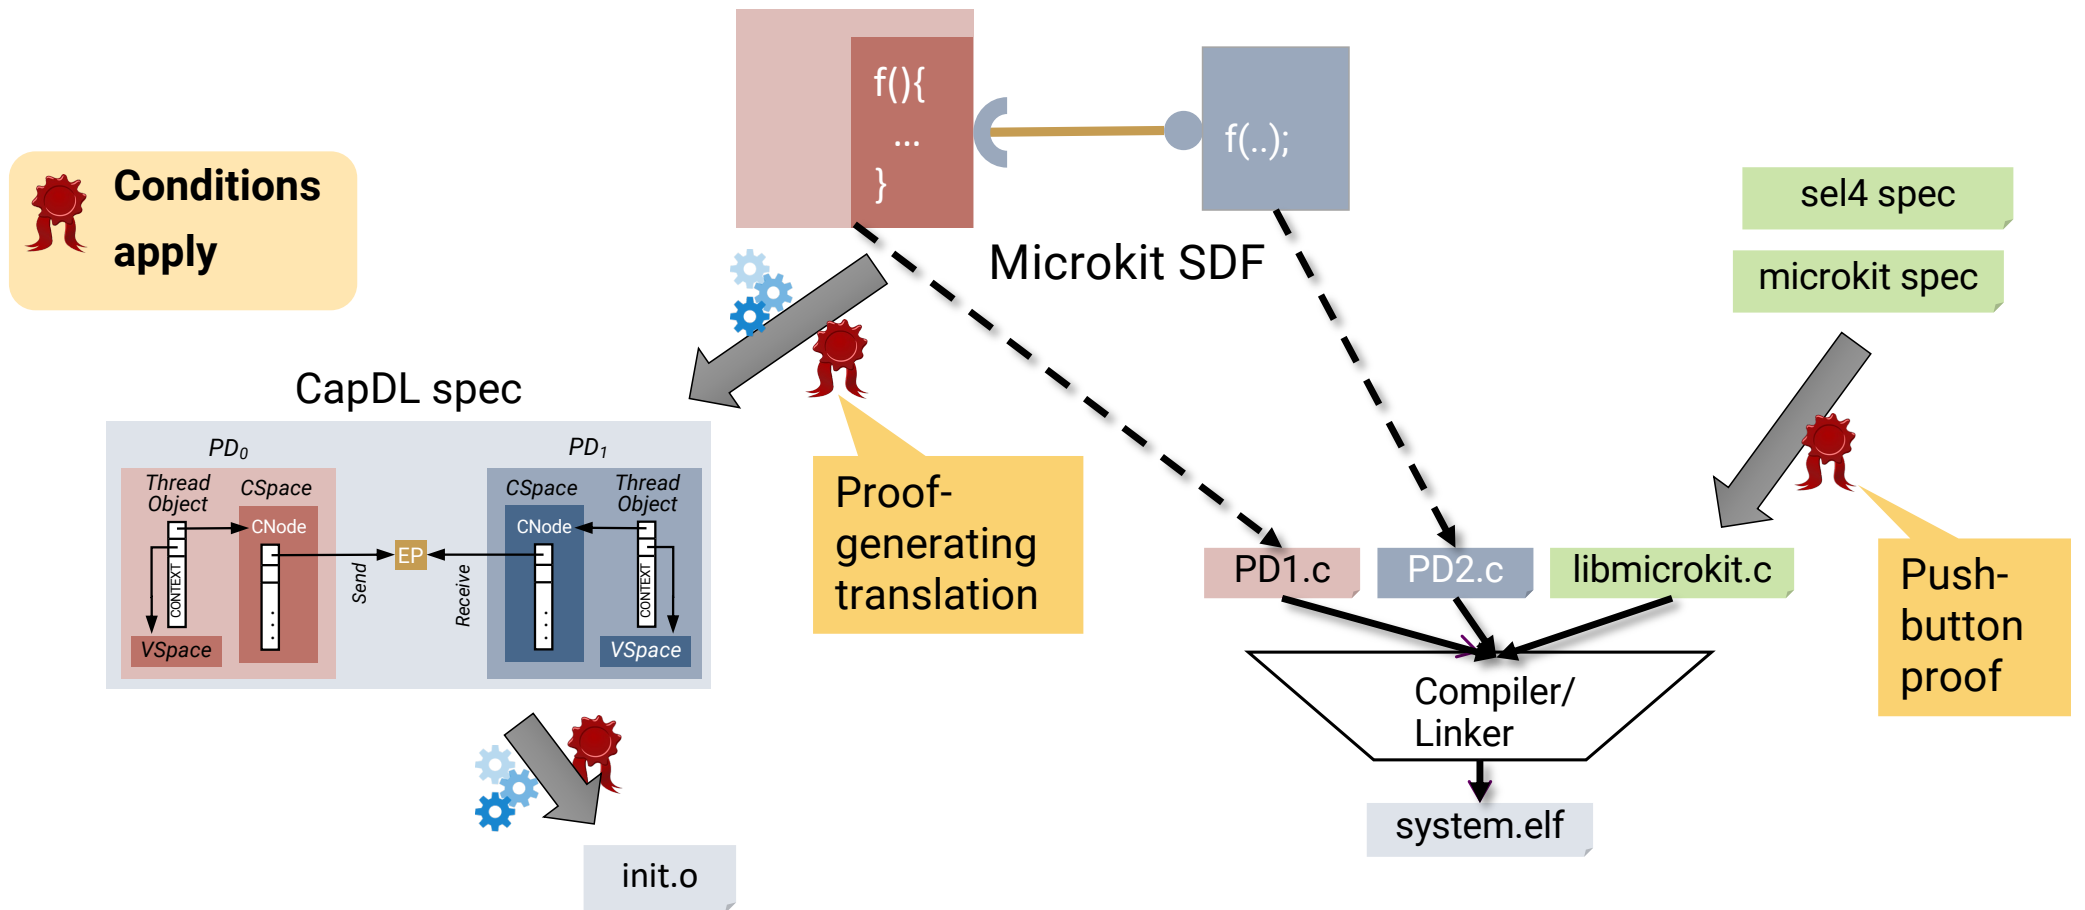 f(){
...
}
f(..);
Microkit SDF
Conditions
apply
sel4 spec
microkit spec
CapDL spec
PD0
PD1
Thread
Object
CSpace
CNode
CONTEXT
VSpace
Send
EP
Receive
CSpace
CNode
Thread
Object
CONTEXT
VSpace
Proof-
generating
translation
PD1.c
PD2.c
libmicrokit.c
Push-
button
proof
Compiler/
Linker
system.elf
init.o